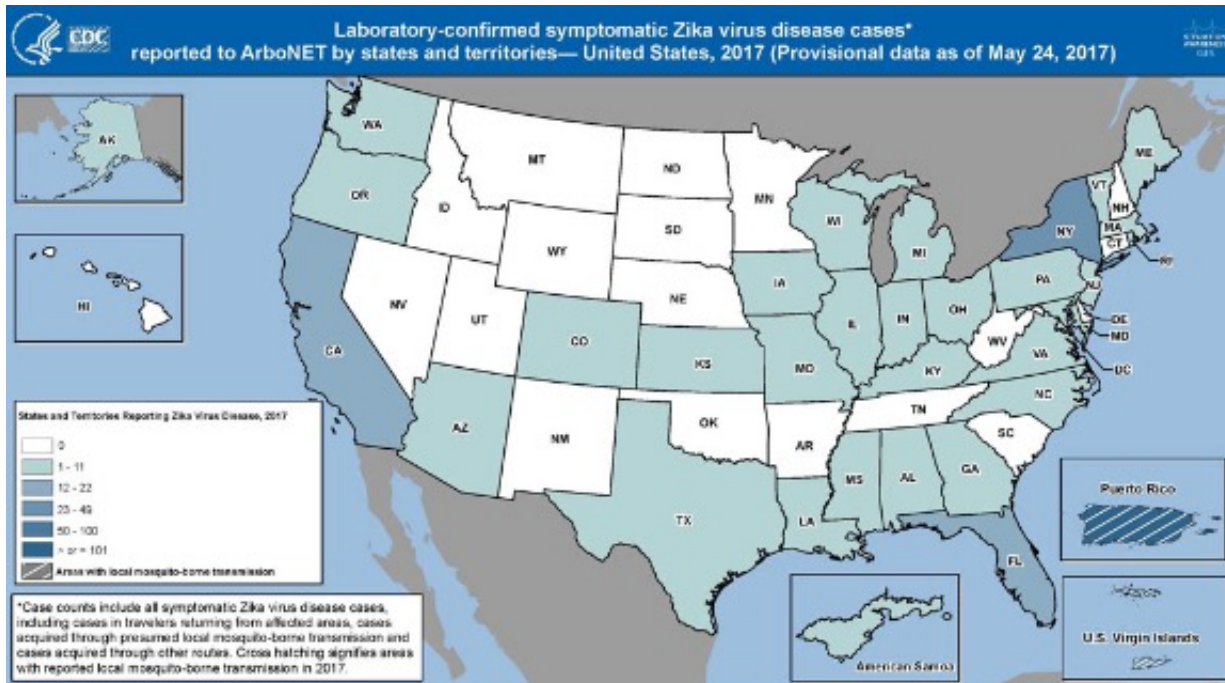 CDC
Laboratory-confirmed symptomatic Zika virus disease cases*
reported to ArboNET by states and territories— United States, 2017 (Provisional data as of May 24, 2017)
AK
HI
WA
OR
CA
ID
NV
MT
WY
UT
AZ
CO
NM
ND
SD
NE
KS
OK
TX
MN
IA
MO
AR
LA
WI
IL
MI
IN
OH
KY
TN
MS
AL
GA
FL
SC
NC
VA
WV
PA
NY
VT
NH
ME
MA
CT
RI
NJ
DE
MD
DC
States and Territories Reporting Zika Virus Disease, 2017
0
1 - 11
12 - 22
23 - 49
50 - 100
> or = 101
Areas with local mosquito-borne transmission
*Case counts include all symptomatic Zika virus disease cases,
including cases in travelers returning from affected areas, cases
acquired through presumed local mosquito-borne transmission and
cases acquired through other routes. Cross hatching signifies areas
with reported local mosquito-borne transmission in 2017.
Puerto Rico
U.S. Virgin Islands
American Samoa